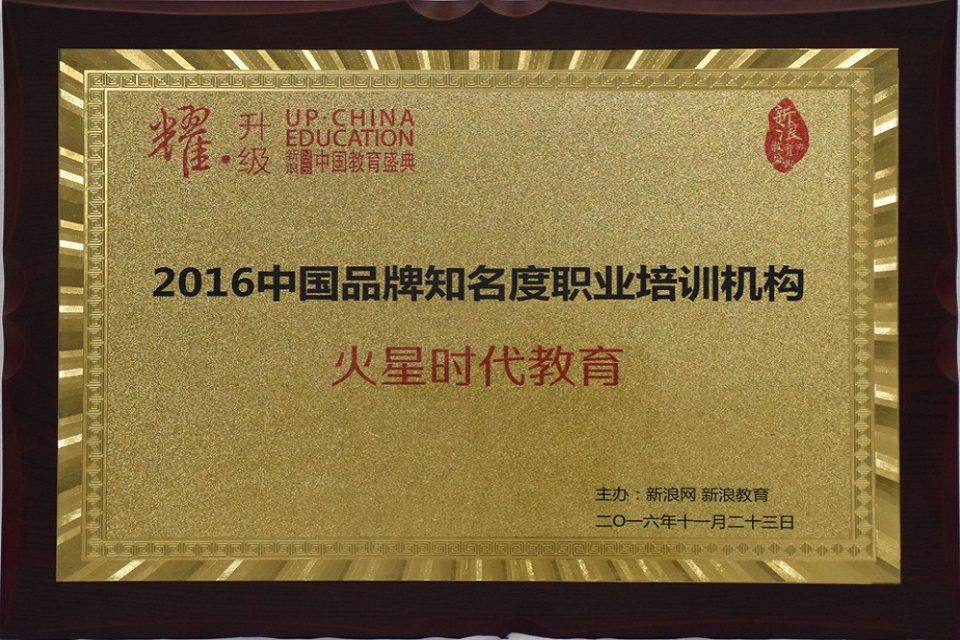 耀·升级
UP·CHINA
EDUCATION
新浪 中国教育盛典
新浪
2016中国品牌知名度职业培训机构
火星时代教育
主办：新浪网 新浪教育
二〇一六年十一月二十三日